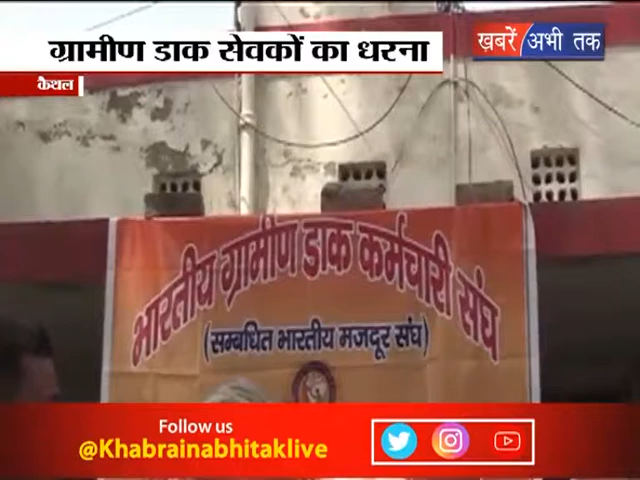 ग्रामीण डाक सेवकों का धरना
ख़बरें अभी तक
कैथल
भारतीय ग्रामीण डाक कर्मचारी संघ
(सम्बधित भारतीय मजदूर संघ)
Follow us
@Khabrainabhitaklive